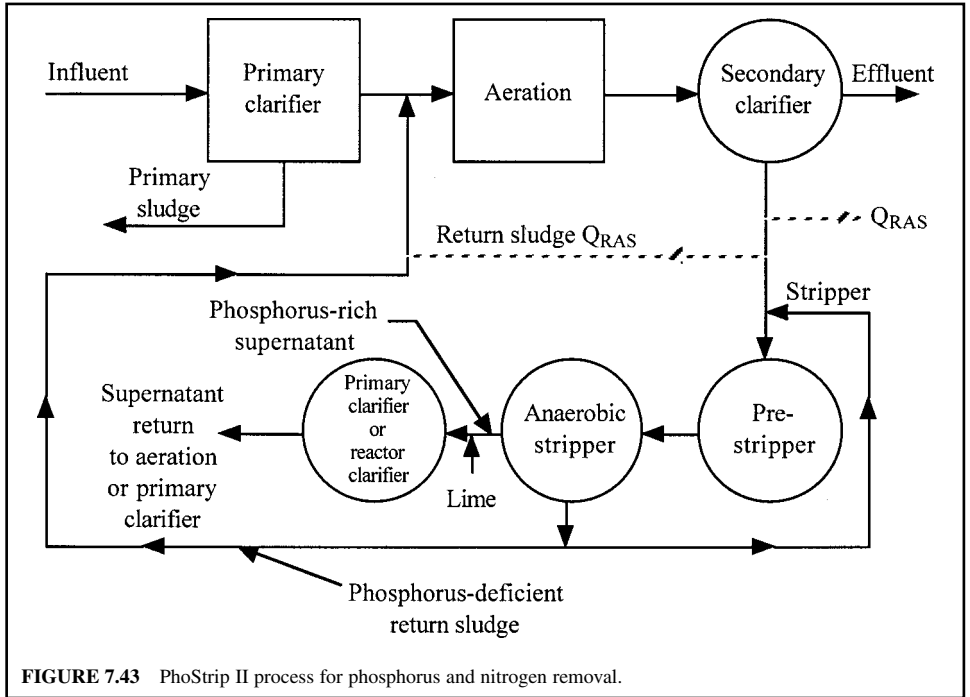 Influent
Primary
clarifier
Aeration
Secondary
clarifier
Effluent
Primary
sludge
Q_RAS
Return sludge Q_RAS
Stripper
Phosphorus-rich
supernatant
Supernatant
return
to aeration
or primary
clarifier
Primary
clarifier
or
reactor
clarifier
Anaerobic
stripper
Pre-
stripper
Lime
Phosphorus-deficient
return sludge
FIGURE 7.43 PhoStrip II process for phosphorus and nitrogen removal.